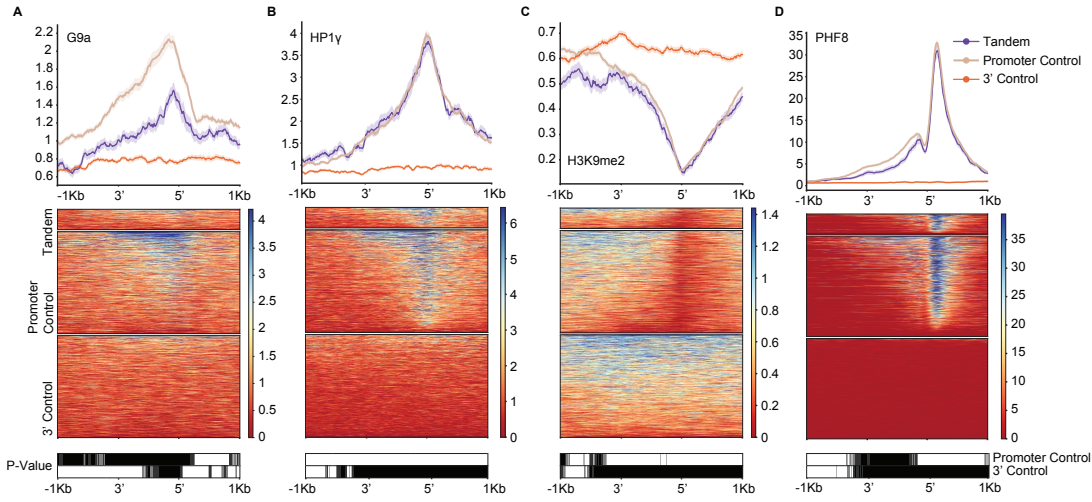 A
G9a
2.2
2
1.8
1.6
1.4
1.2
1
0.8
0.6
-1Kb 3' 5' 1Kb
B
HP1γ
4
3.5
3
2.5
2
1.5
1
-1Kb 3' 5' 1Kb
C
H3K9me2
0.7
0.6
0.5
0.4
0.3
0.2
-1Kb 3' 5' 1Kb
D
PHF8
35
30
25
20
15
10
5
0
-1Kb 3' 5' 1Kb
Tandem
Promoter Control
3' Control
Tandem
Promoter
Control
3' Control
4
3.5
3
2.5
2
1.5
1
0.5
0
6
5
4
3
2
1
0
1.4
1.2
1
0.8
0.6
0.4
0.2
0
35
30
25
20
15
10
5
0
P-Value
Promoter Control
3' Control
-1Kb 3' 5' 1Kb
-1Kb 3' 5' 1Kb
-1Kb 3' 5' 1Kb
-1Kb 3' 5' 1Kb